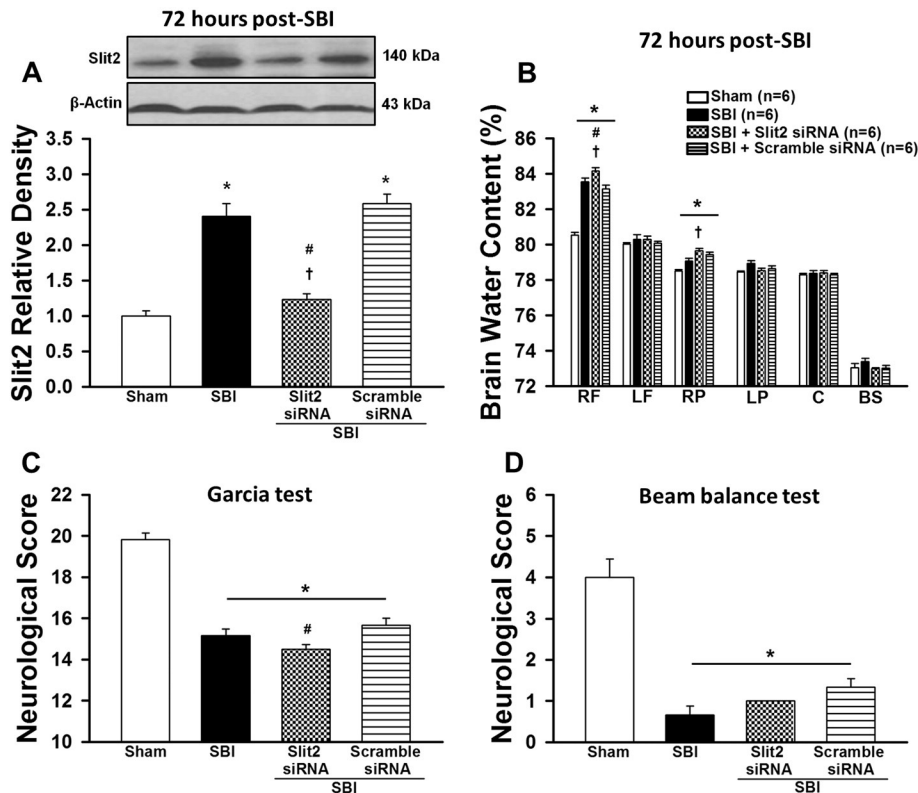 72 hours post-SBI
A
Slit2
140 kDa
β-Actin
43 kDa
Slit2 Relative Density
3.5
3.0
2.5
2.0
1.5
1.0
0.5
0.0
*
#
†
*
Sham
SBI
Slit2 siRNA
Scramble siRNA
SBI
72 hours post-SBI
B
Sham (n=6)
SBI (n=6)
SBI + Slit2 siRNA (n=6)
SBI + Scramble siRNA (n=6)
Brain Water Content (%)
86
84
82
80
78
76
74
72
*
#
†
*
†
RF LF RP LP C BS
C
Garcia test
Neurological Score
22
20
18
16
14
12
10
*
#
Sham
SBI
Slit2 siRNA
Scramble siRNA
SBI
D
Beam balance test
Neurological Score
6
5
4
3
2
1
0
*
Sham
SBI
Slit2 siRNA
Scramble siRNA
SBI